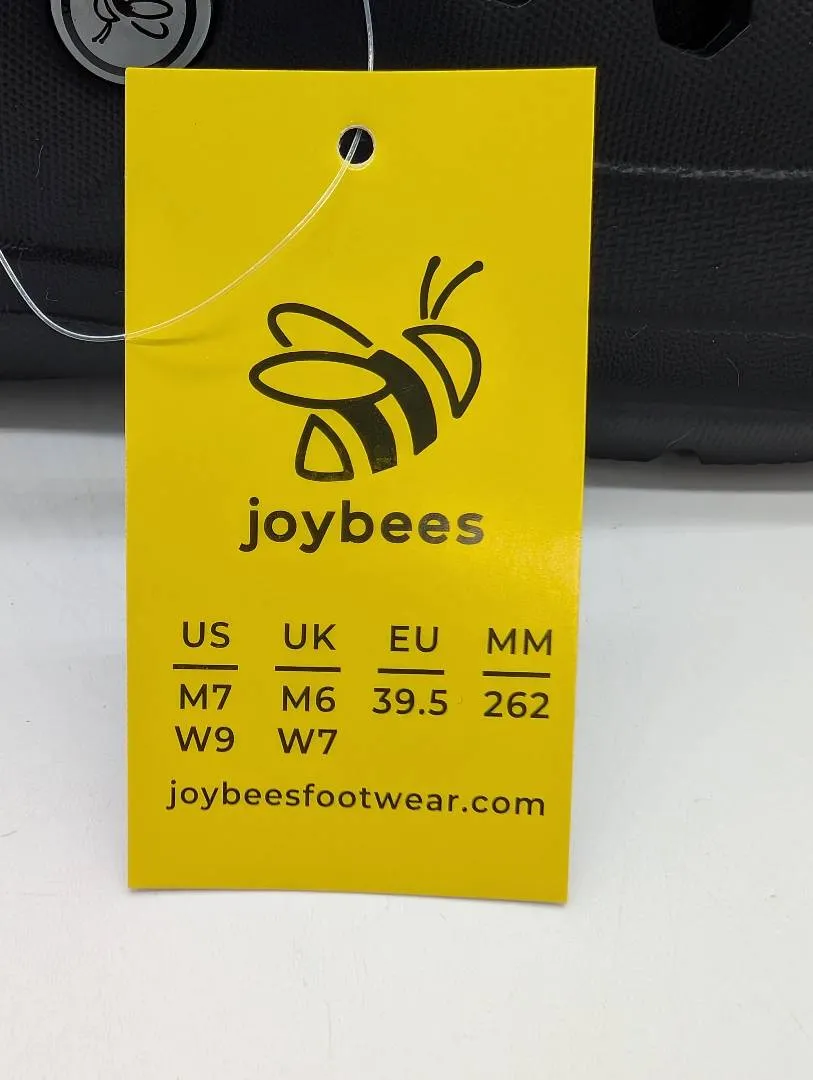 joybees
US UK EU MM
M7 M6 39.5 262
W9 W7
joybeesfootwear.com